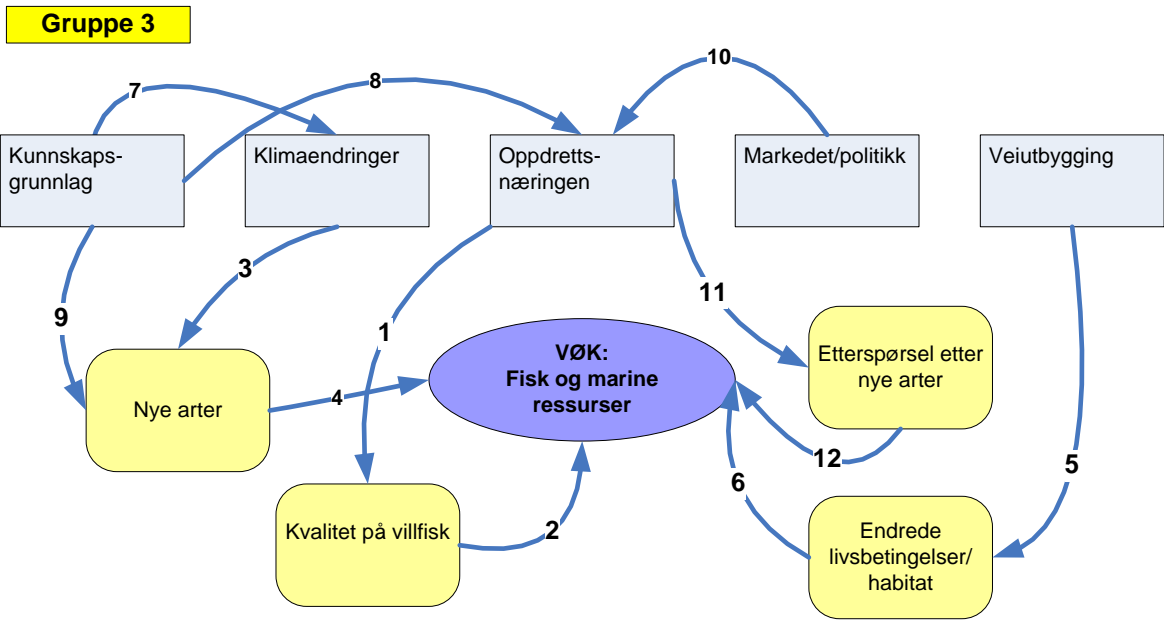 Gruppe 3
7
8
10
Kunnskaps-
grunnlag
Klimaendringer
Oppdretts-
næringen
Markedet/politikk
Veiutbygging
3
9
1
11
VØK:
Fisk og marine
ressurser
Etterspørsel etter
nye arter
Nye arter
4
12
5
6
Kvalitet på villfisk
2
Endrede
livsbetingelser/
habitat